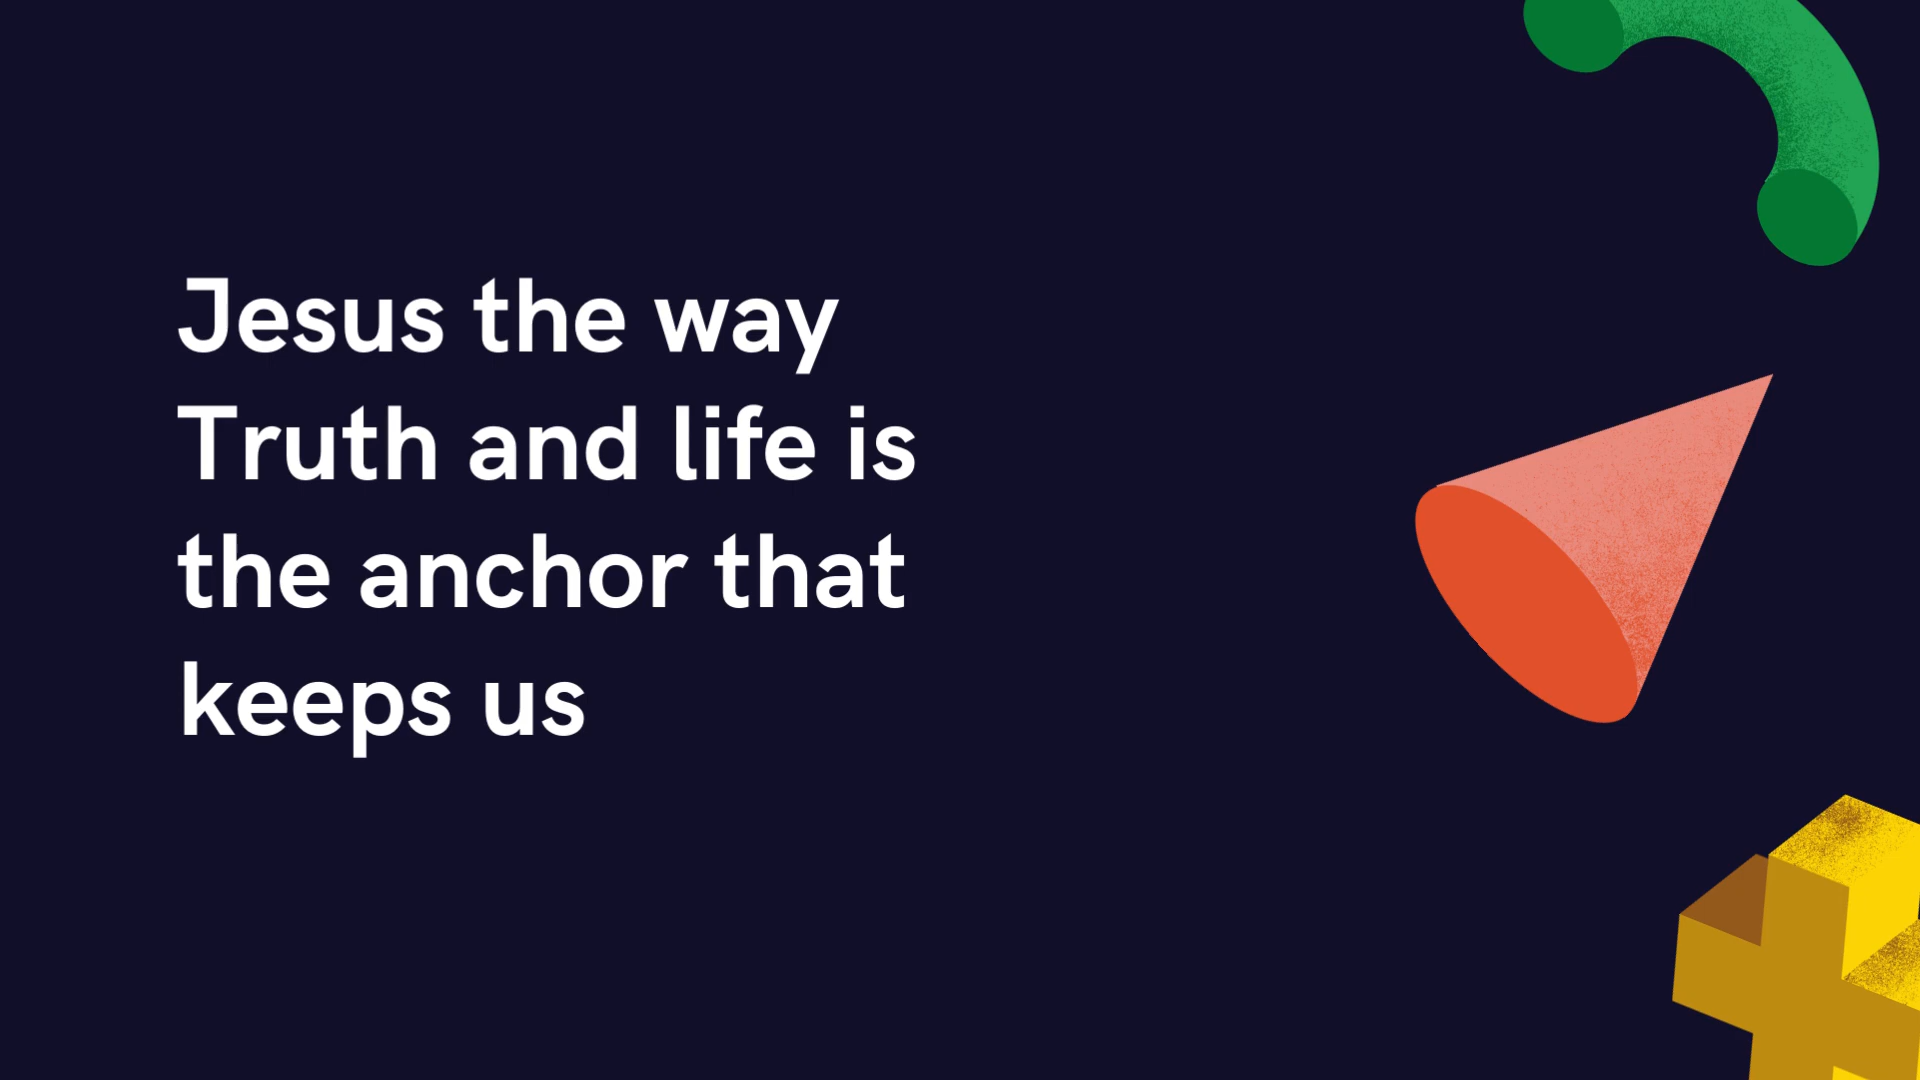 Jesus the way
Truth and life is
the anchor that
keeps us